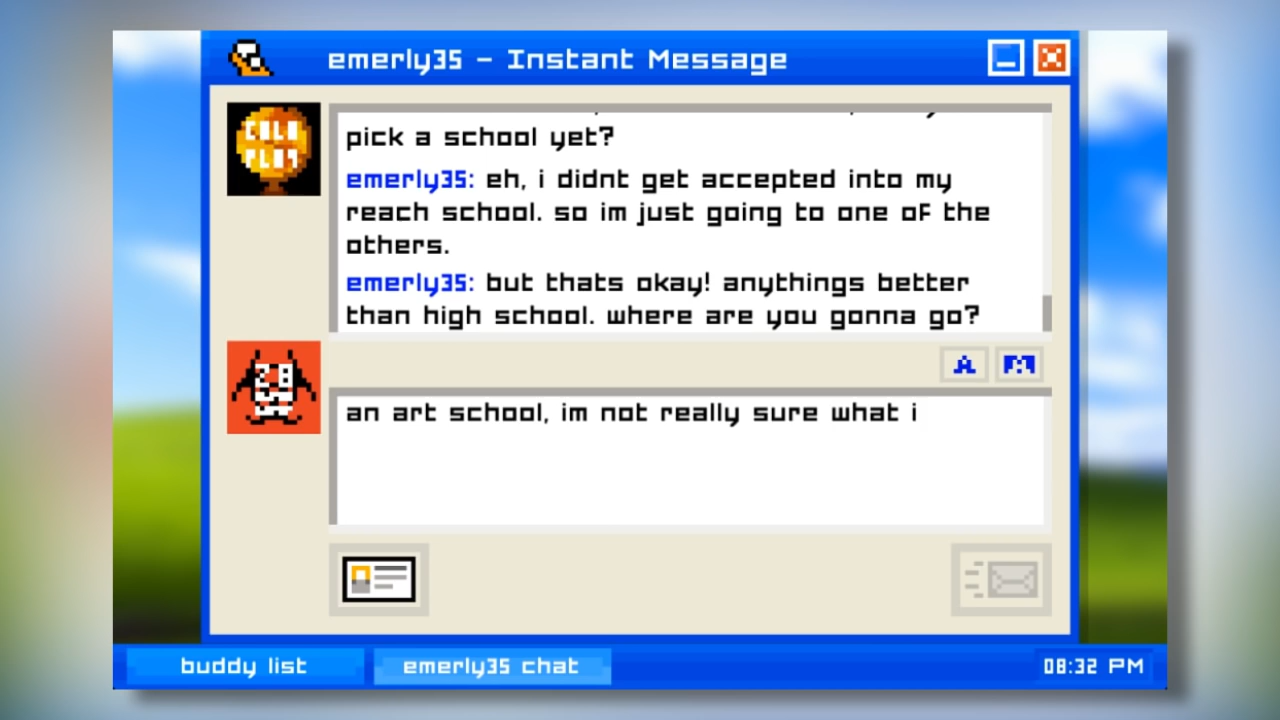 emerly35 - Instant Message
COLD
PLAY
pick a school yet?
emerly35: eh, i didnt get accepted into my
reach school. so im just going to one of the
others.
emerly35: but thats okay! anythings better
than high school. where are you gonna go?
A
an art school, im not really sure what i
buddy list
emerly35 chat
08:32 PM